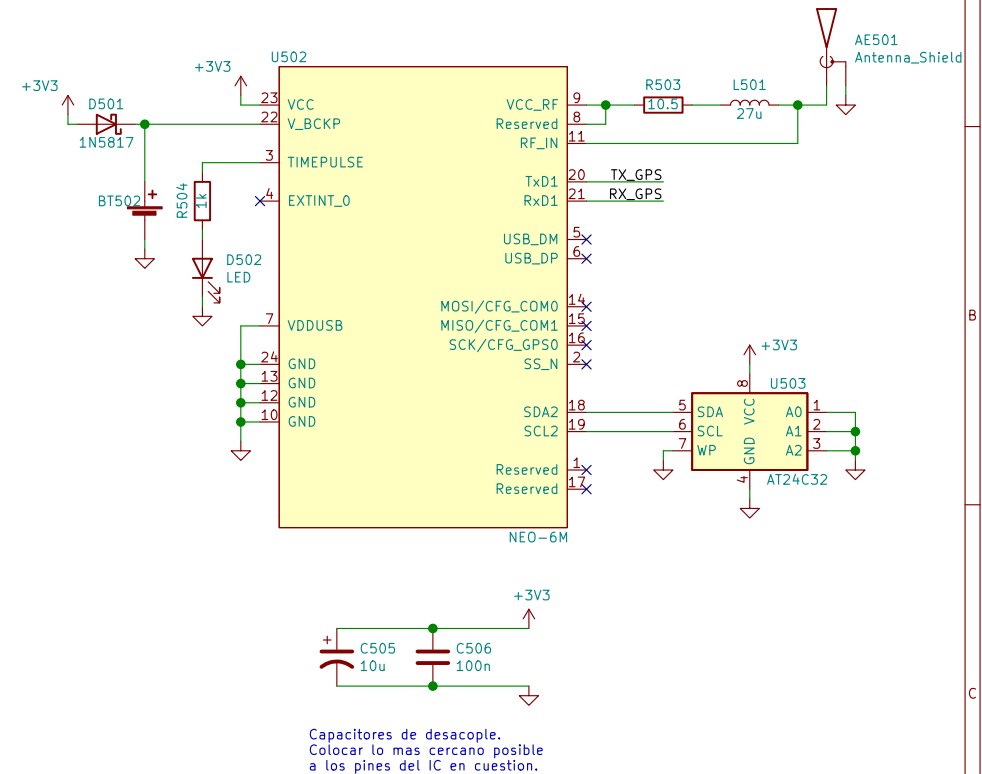 AE501
Antenna_Shield
U502
+3V3
+3V3
D501
1N5817
BT502
+
R504
1k
D502
LED
23 VCC
22 V_BCKP
3 TIMEPULSE
4 EXTINT_0
7 VDDUSB
24 GND
13 GND
12 GND
10 GND
VCC_RF 9
Reserved 8
RF_IN 11
TxD1 20 TX_GPS
RxD1 21 RX_GPS
USB_DM 5
USB_DP 6
MOSI/CFG_COM0 14
MISO/CFG_COM1 15
SCK/CFG_GPS0 16
SS_N 2
SDA2 18
SCL2 19
Reserved 1
Reserved 17
NEO-6M
R503
10.5
L501
27u
B
+3V3
U503
8
VCC
5 SDA
6 SCL
7 WP
A0 1
A1 2
A2 3
GND
4
AT24C32
+3V3
+
C505
10u
C506
100n
C
Capacitores de desacople.
Colocar lo mas cercano posible
a los pines del IC en cuestion.